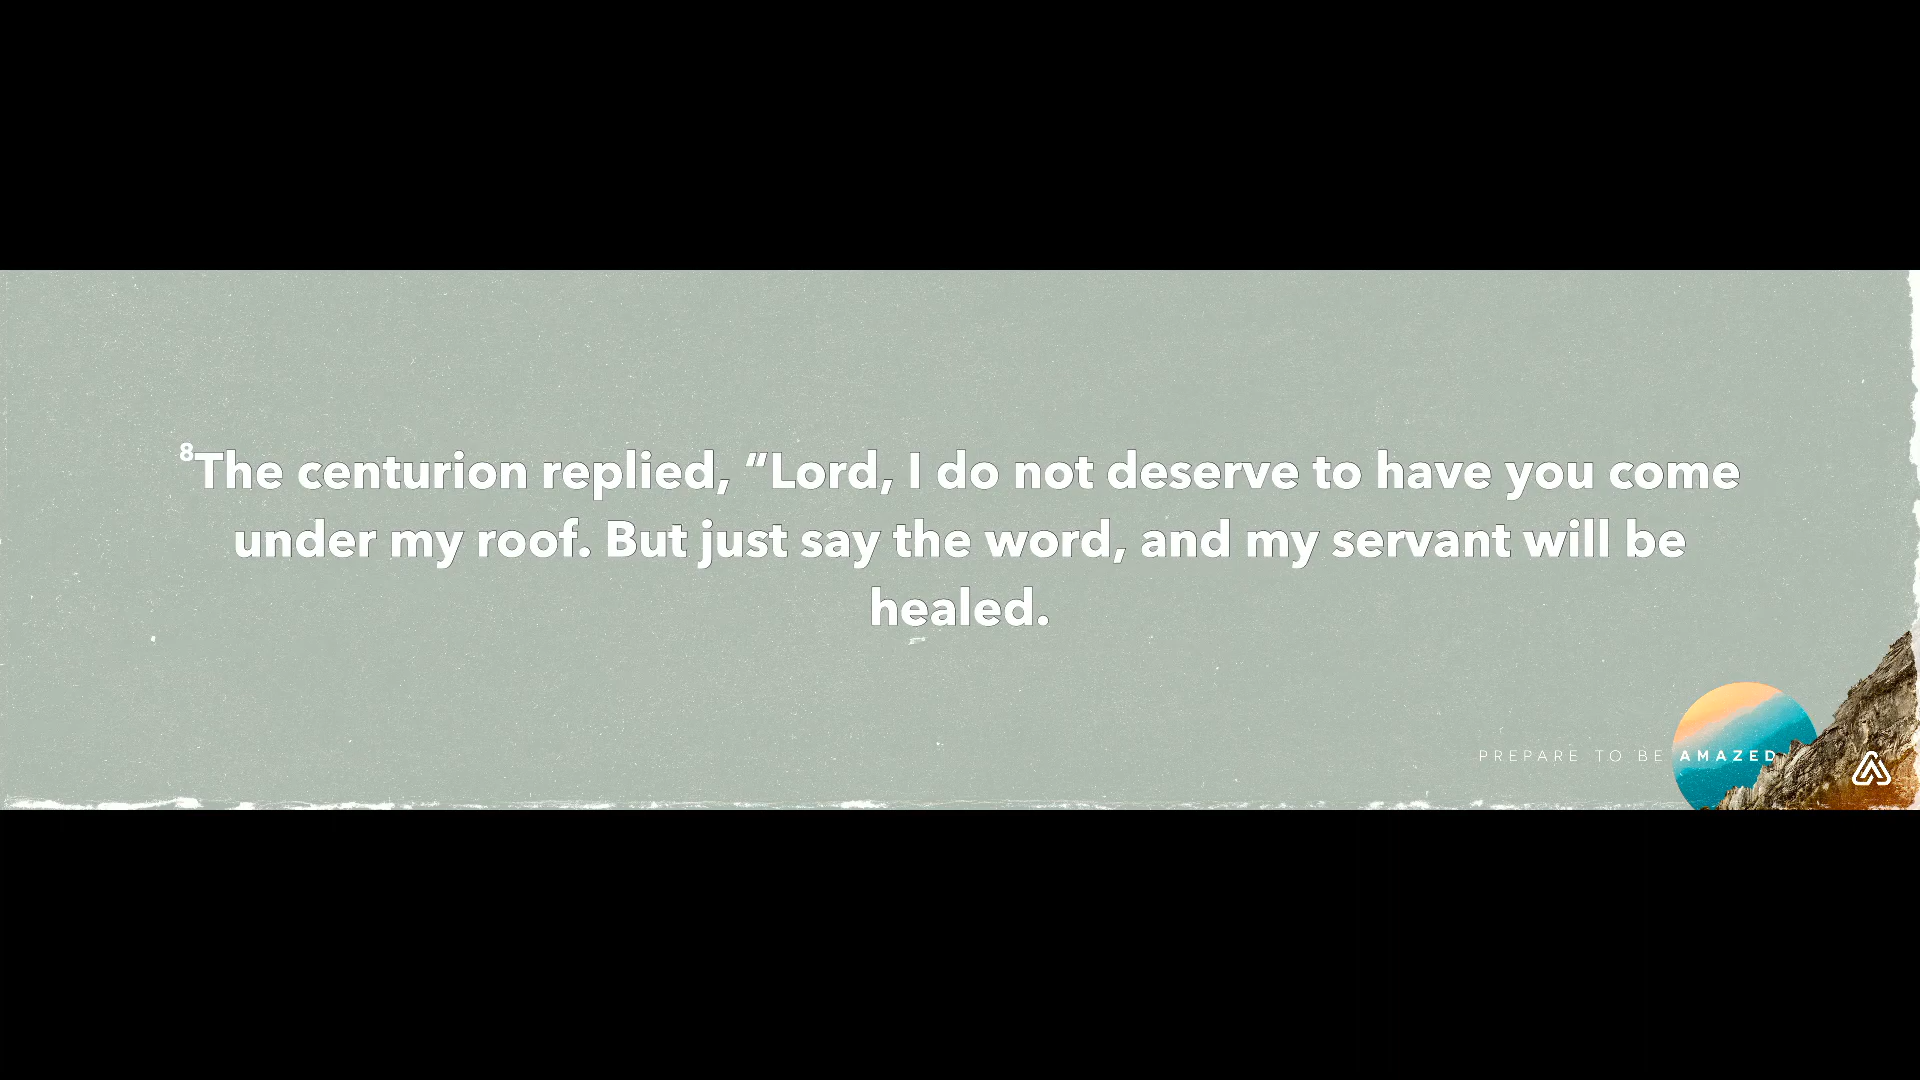 ⁸The centurion replied, “Lord, I do not deserve to have you come
under my roof. But just say the word, and my servant will be
healed.
PREPARE TO BE AMAZED